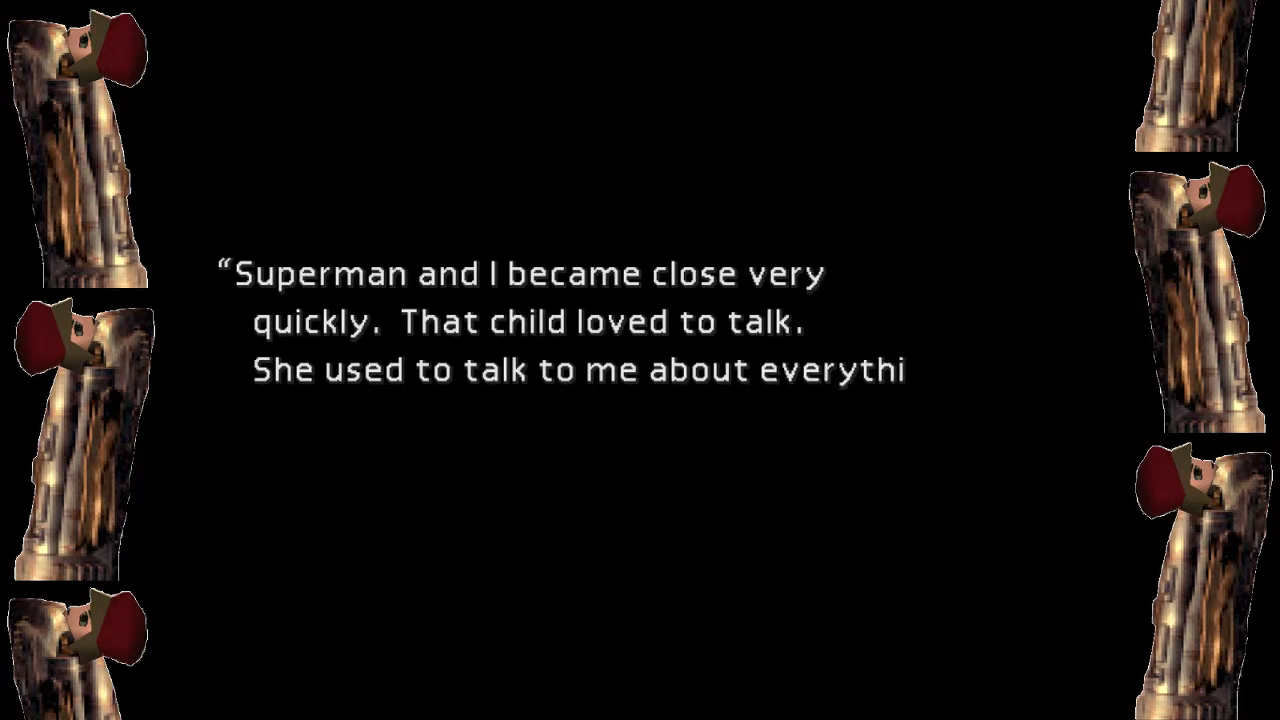 “Superman and I became close very
quickly. That child loved to talk.
She used to talk to me about everythi